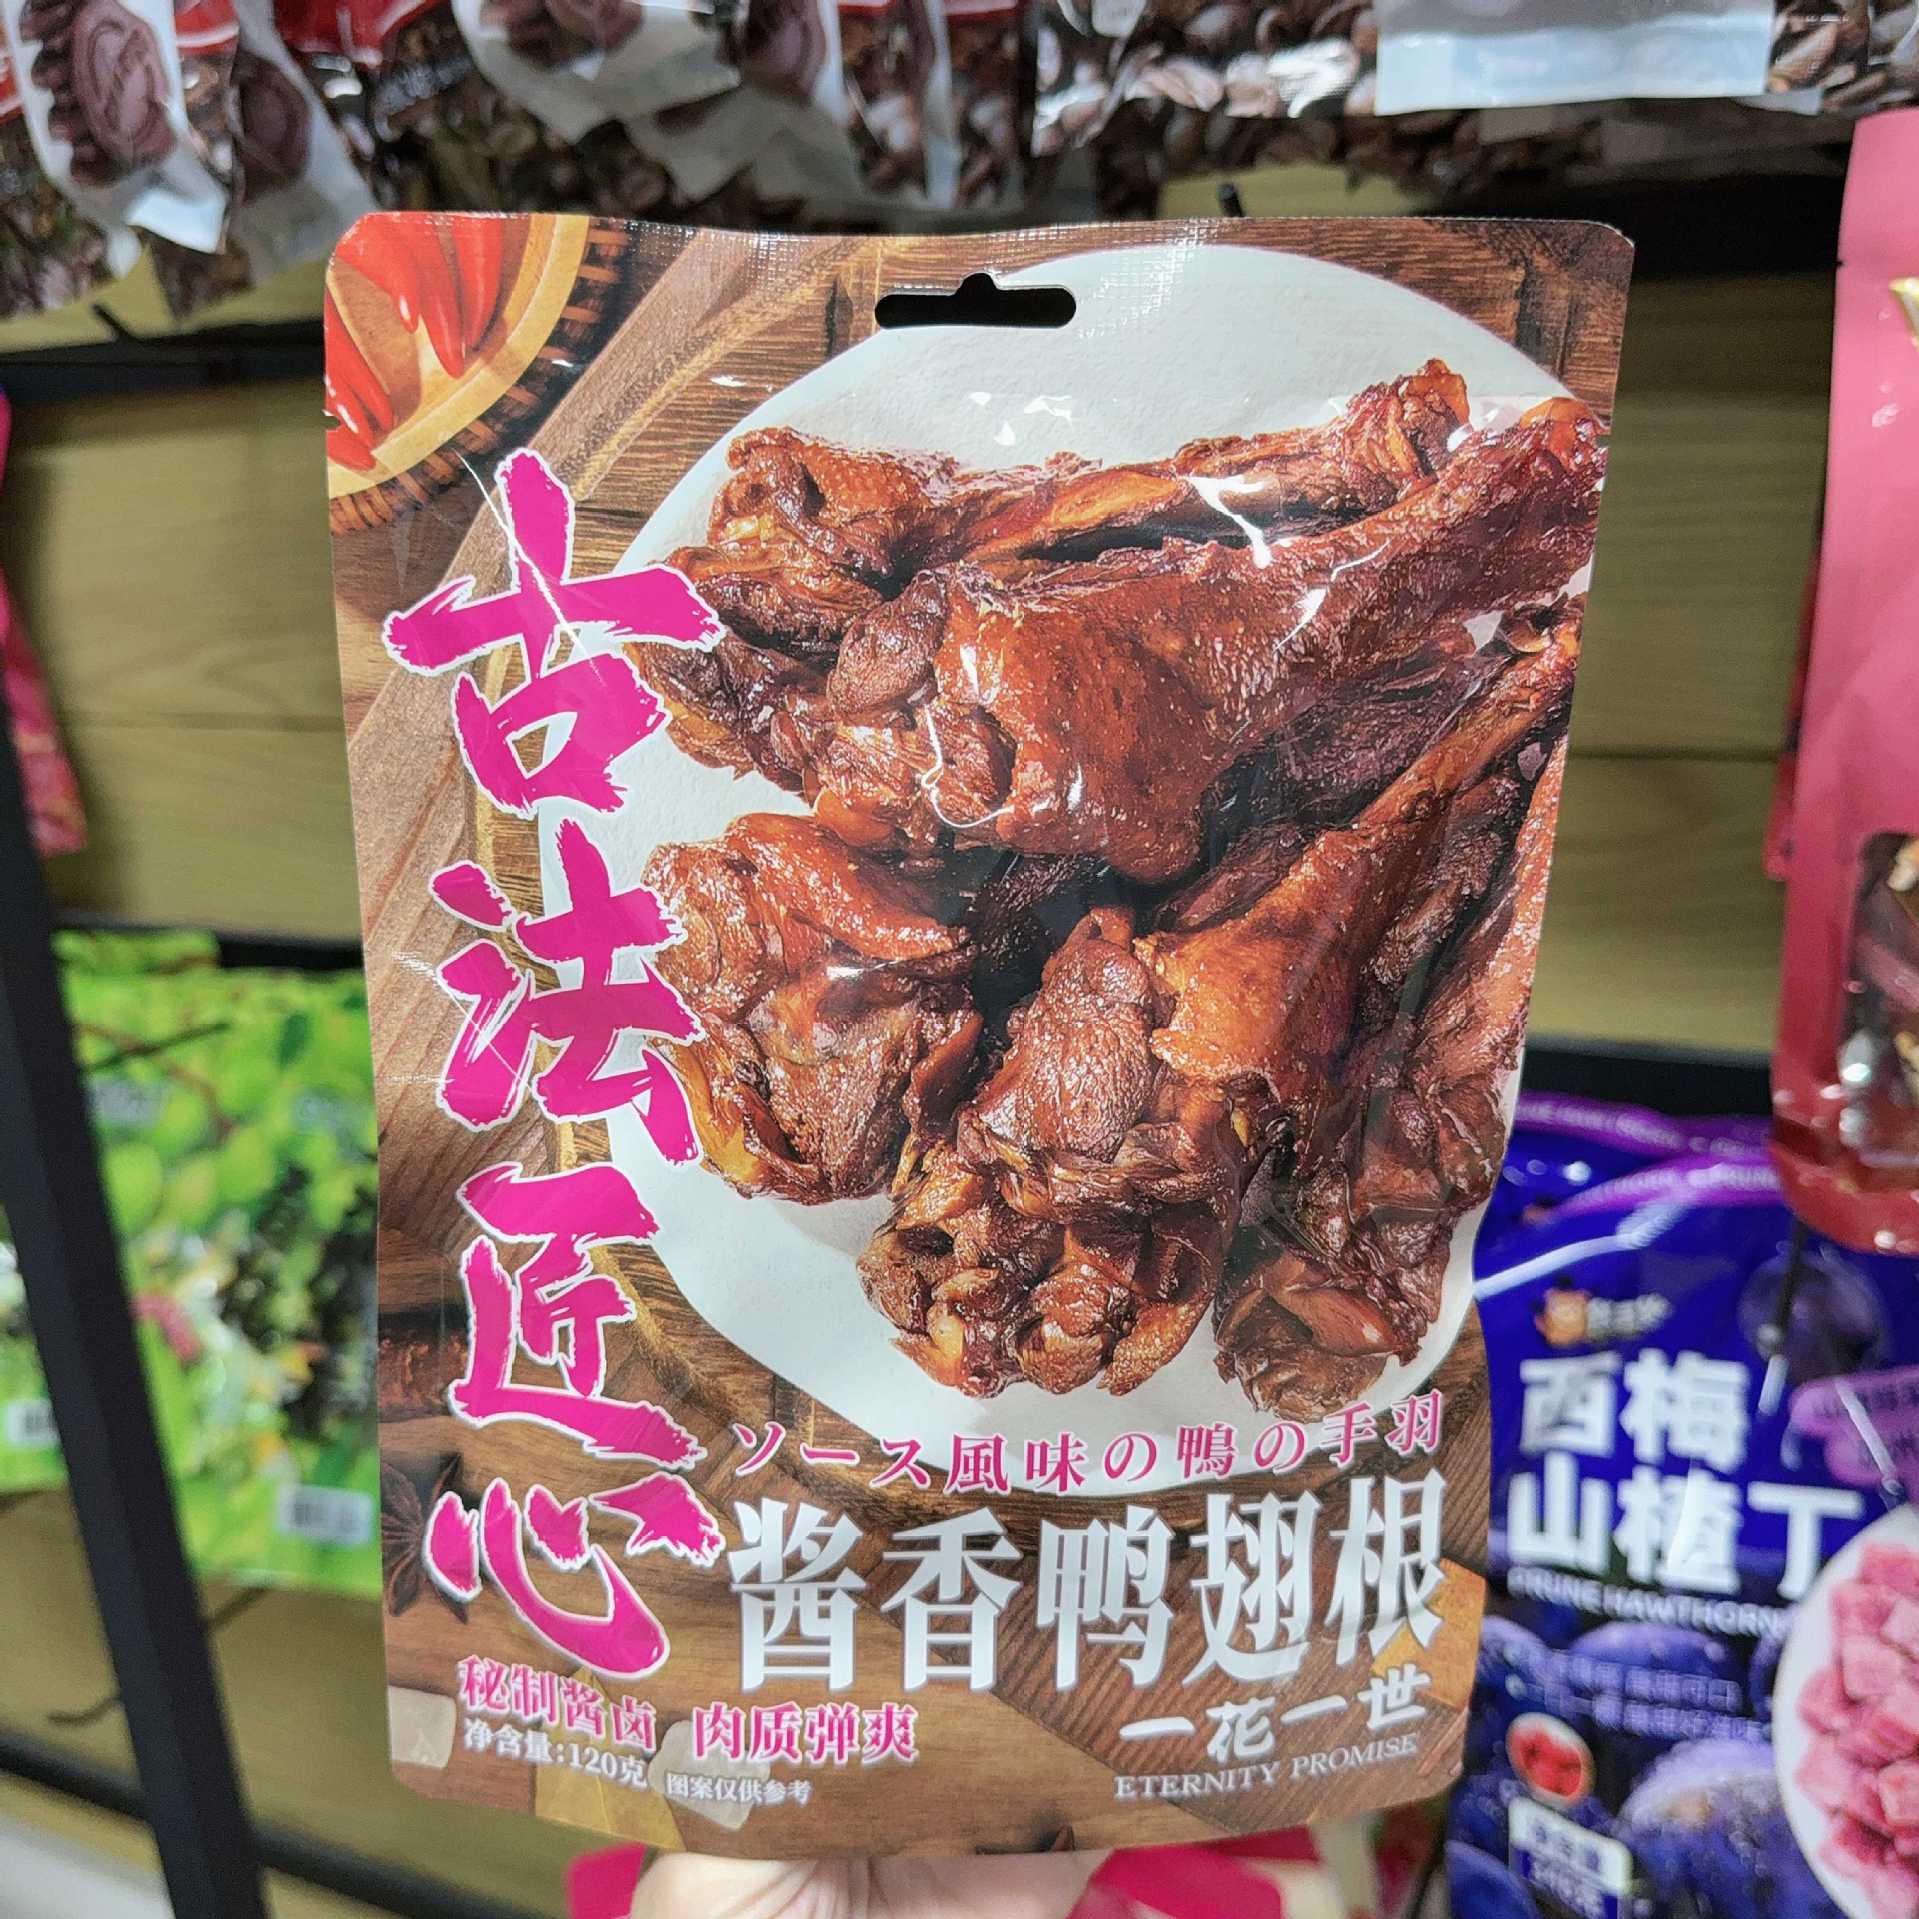 古法匠心
ソース風味の鴨の手羽
酱香鸭翅根
一花一世
ETERNITY PROMISE
秘制酱卤 肉质弹爽
净含量:120克 图案仅供参考
西梅
山楂丁
PRUNE HAWTHORN